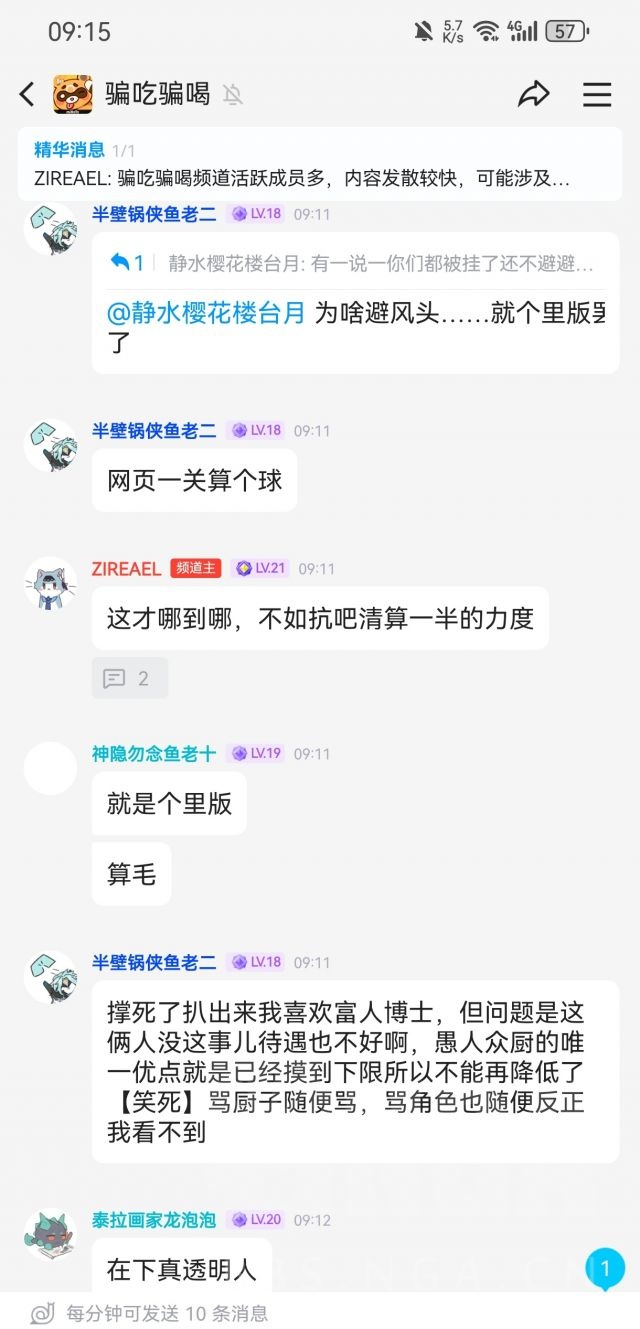 09:15
5.7
K/s
4G
57
骗吃骗喝
精华消息 1/1
ZIREAEL: 骗吃骗喝频道活跃成员多，内容发散较快，可能涉及...
半壁锅侠鱼老二 LV.18 09:11
1 静水樱花楼台月: 有一说一你们都被挂了还不避避...
@静水樱花楼台月 为啥避风头……就个里版
了
半壁锅侠鱼老二 LV.18 09:11
网页一关算个球
ZIREAEL 频道主 LV.21 09:11
这才哪到哪，不如抗吧清算一半的力度
2
神隐勿念鱼老十 LV.19 09:11
就是个里版
算毛
半壁锅侠鱼老二 LV.18 09:11
撑死了扒出来我喜欢富人博士，但问题是这
俩人没这事儿待遇也不好啊，愚人众厨的唯
一优点就是已经摸到下限所以不能再降低了
【笑死】骂厨子随便骂，骂角色也随便反正
我看不到
泰拉画家龙泡泡 LV.20 09:12
在下真透明人
1
每分钟可发送 10 条消息